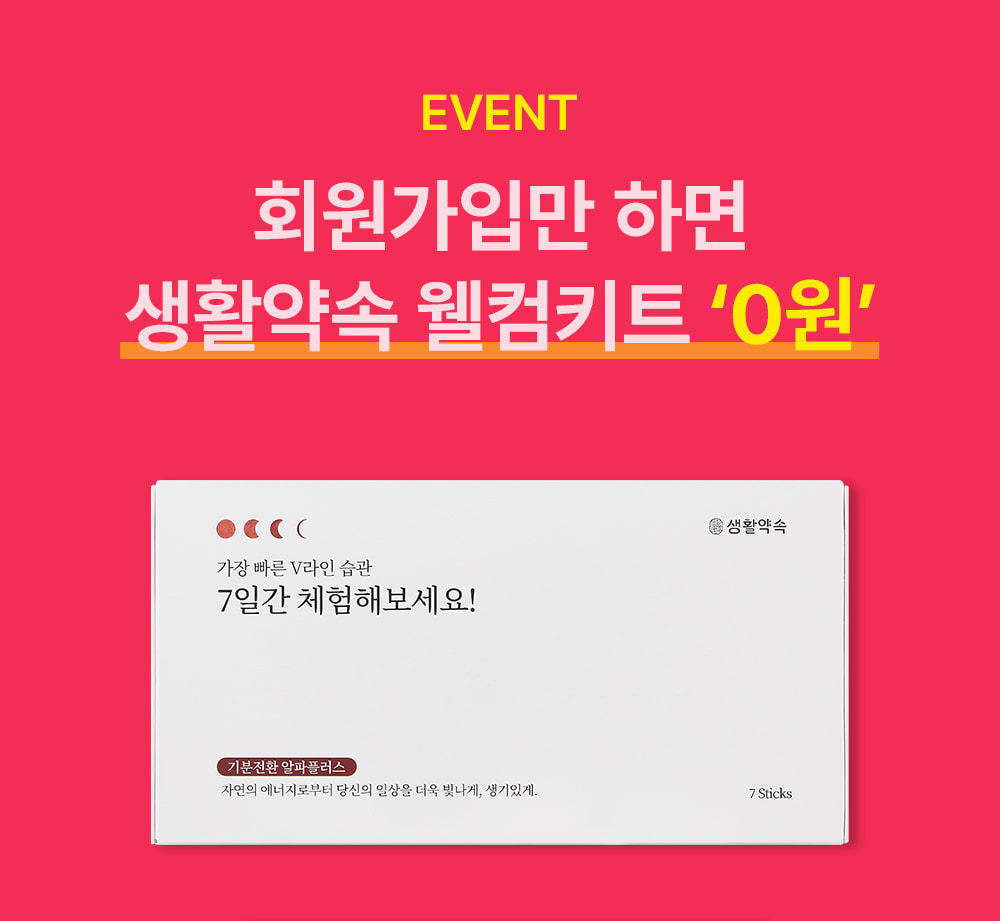 EVENT
회원가입만 하면
생활약속 웰컴키트 ‘0원’
생활약속
가장 빠른 V라인 습관
7일간 체험해보세요!
기분전환 알파플러스
자연의 에너지로부터 당신의 일상을 더욱 빛나게, 생기있게.
7 Sticks